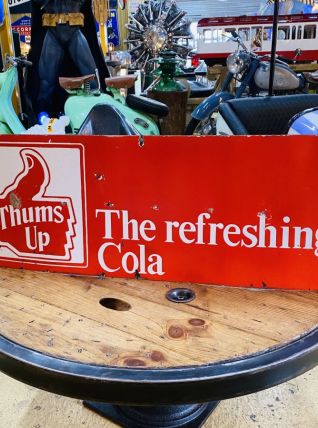 Thums
Up
The refreshing
Cola